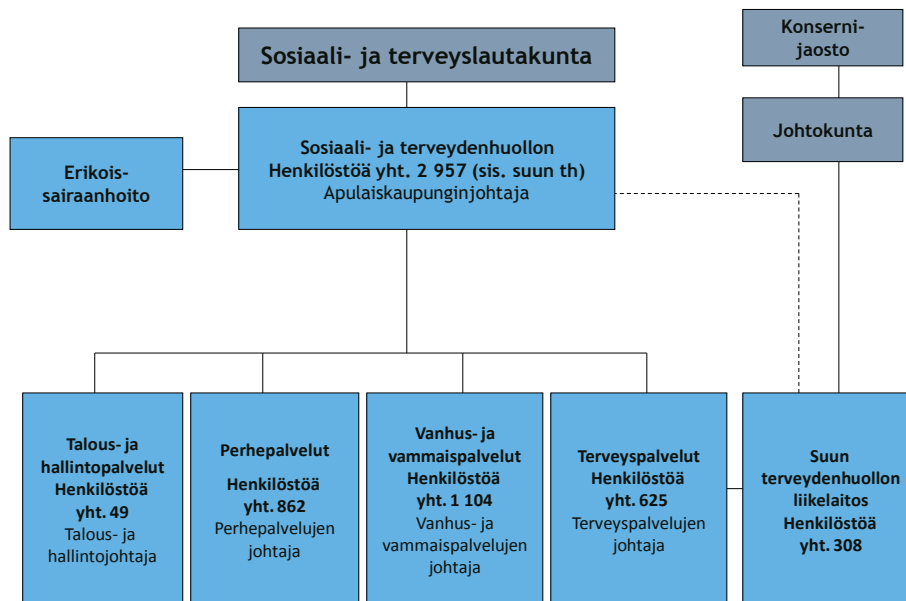 Sosiaali- ja terveyslautakunta
Konserni-
jaosto
Johtokunta
Erikois-
sairaanhoito
Sosiaali- ja terveydenhuollon
Henkilöstöä yht. 2 957 (sis. suun th)
Apulaiskaupunginjohtaja
Talous- ja
hallintopalvelut
Henkilöstöä
yht. 49
Talous- ja
hallintojohtaja
Perhepalvelut
Henkilöstöä
yht. 862
Perhepalvelujen
johtaja
Vanhus- ja
vammaispalvelut
Henkilöstöä
yht. 1 104
Vanhus- ja
vammaispalvelujen
johtaja
Terveyspalvelut
Henkilöstöä
yht. 625
Terveyspalvelujen
johtaja
Suun
terveydenhuollon
liikelaitos
Henkilöstöä
yht. 308